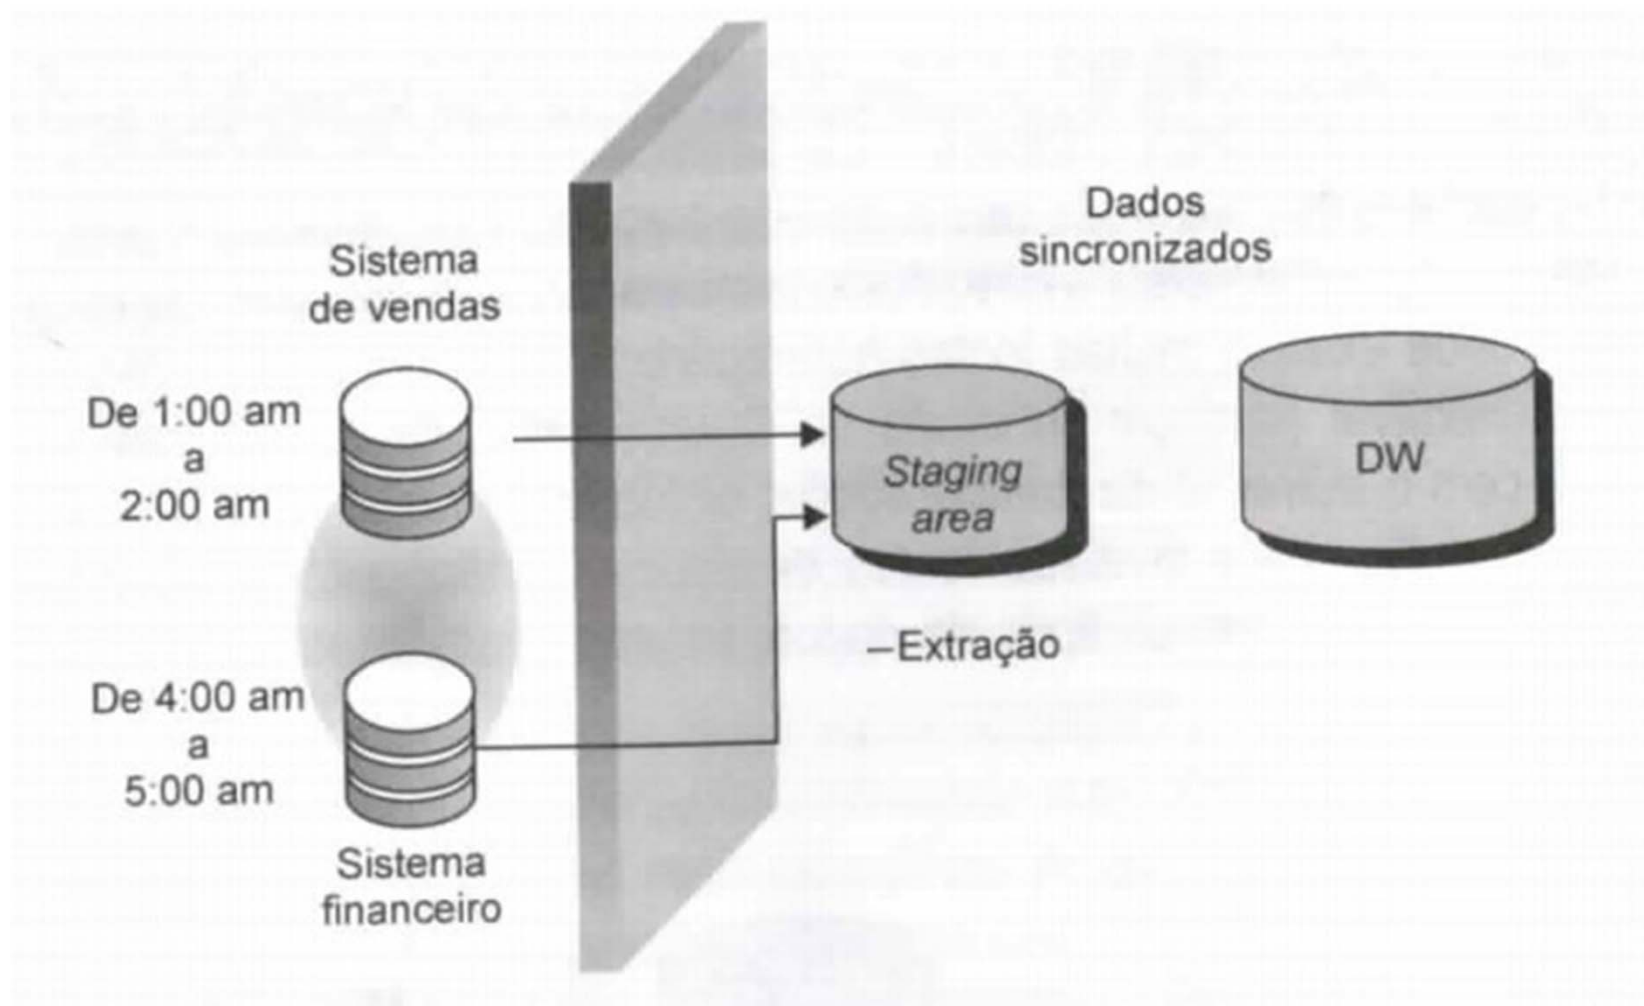 Sistema
de vendas
De 1:00 am
a
2:00 am
De 4:00 am
a
5:00 am
Sistema
financeiro
Dados
sincronizados
Staging
area
DW
–Extração